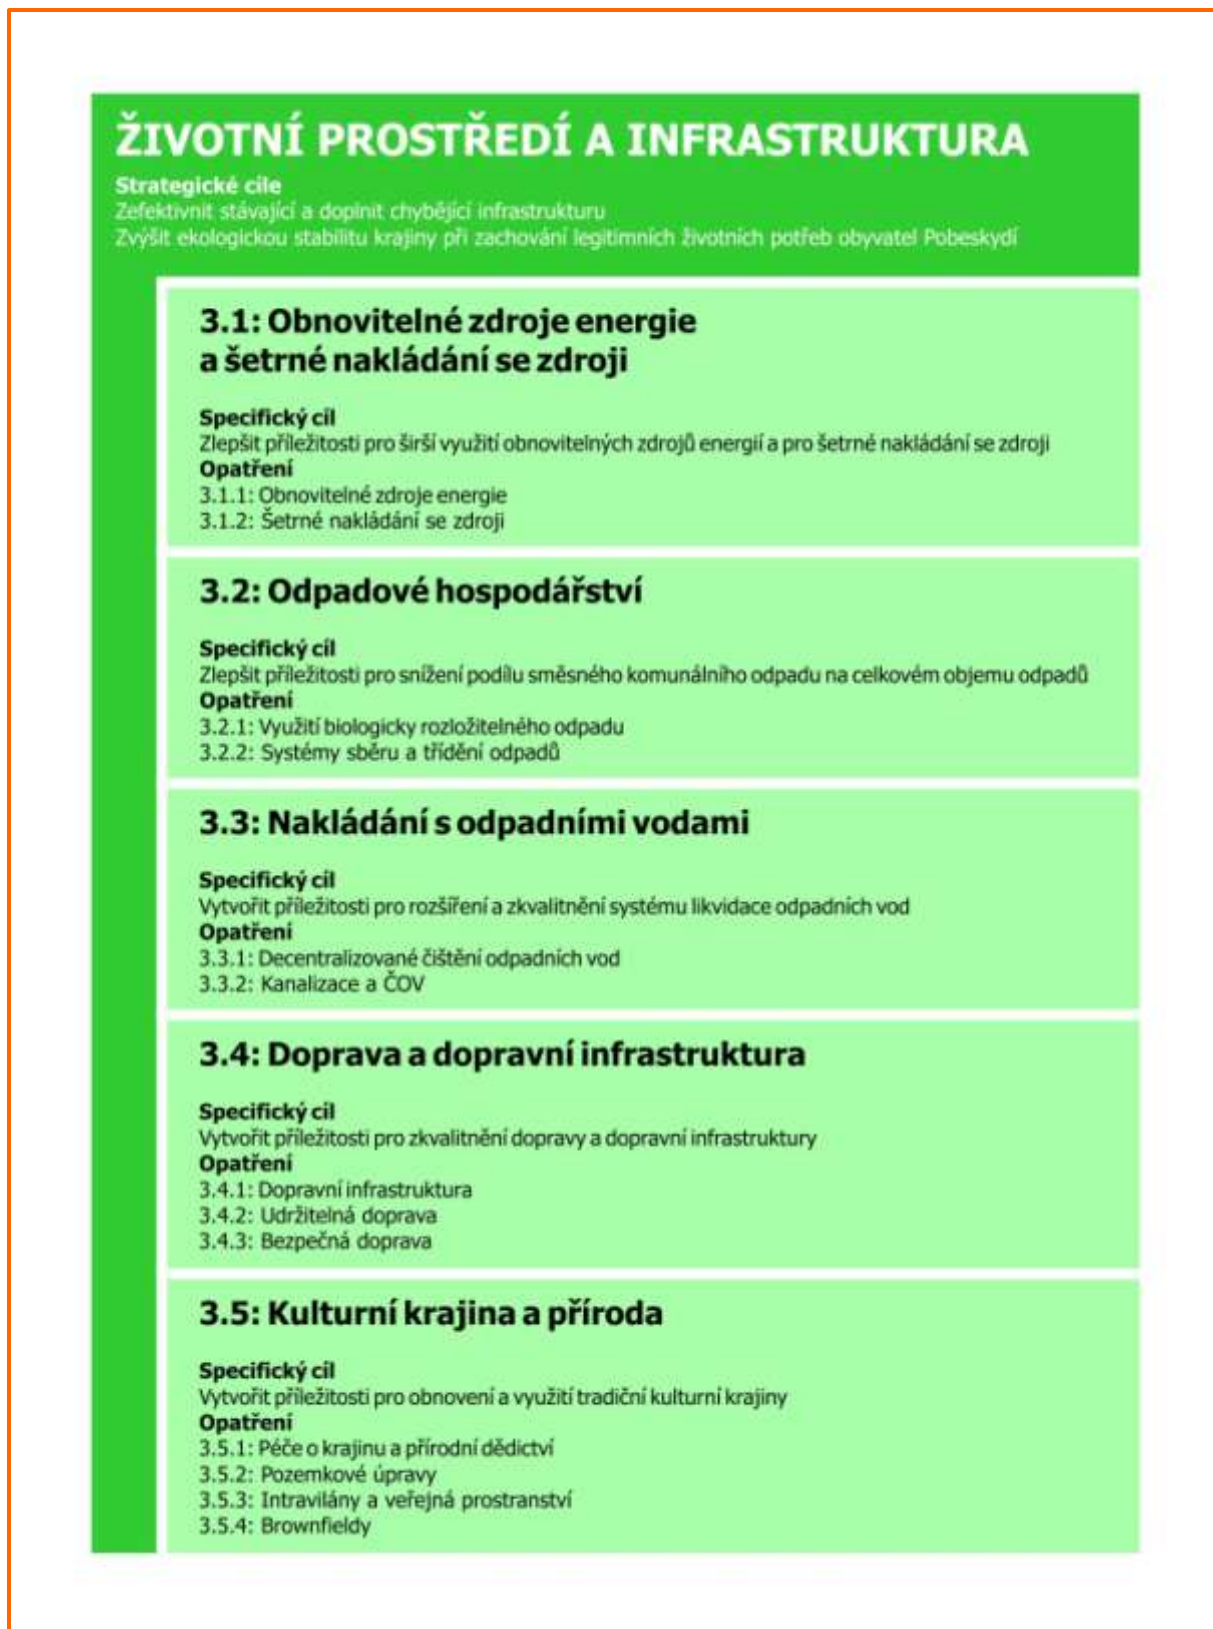 ŽIVOTNÍ PROSTŘEDÍ A INFRASTRUKTURA
Strategické cíle
Zefektivnit stávající a doplnit chybějící infrastrukturu
Zvýšit ekologickou stabilitu krajiny při zachování legitimních životních potřeb obyvatel Pobeskydí
3.1: Obnovitelné zdroje energie
a šetrné nakládání se zdroji
Specifický cíl
Zlepšit příležitosti pro širší využití obnovitelných zdrojů energií a pro šetrné nakládání se zdroji
Opatření
3.1.1: Obnovitelné zdroje energie
3.1.2: Šetrné nakládání se zdroji
3.2: Odpadové hospodářství
Specifický cíl
Zlepšit příležitosti pro snížení podílu směsného komunálního odpadu na celkovém objemu odpadů
Opatření
3.2.1: Využití biologicky rozložitelného odpadu
3.2.2: Systémy sběru a třídění odpadů
3.3: Nakládání s odpadními vodami
Specifický cíl
Vytvořit příležitosti pro rozšíření a zkvalitnění systému likvidace odpadních vod
Opatření
3.3.1: Decentralizované čištění odpadních vod
3.3.2: Kanalizace a ČOV
3.4: Doprava a dopravní infrastruktura
Specifický cíl
Vytvořit příležitosti pro zkvalitnění dopravy a dopravní infrastruktury
Opatření
3.4.1: Dopravní infrastruktura
3.4.2: Udržitelná doprava
3.4.3: Bezpečná doprava
3.5: Kulturní krajina a příroda
Specifický cíl
Vytvořit příležitosti pro obnovení a využití tradiční kulturní krajiny
Opatření
3.5.1: Péče o krajinu a přírodní dědictví
3.5.2: Pozemkové úpravy
3.5.3: Intravilány a veřejná prostranství
3.5.4: Brownfieldy